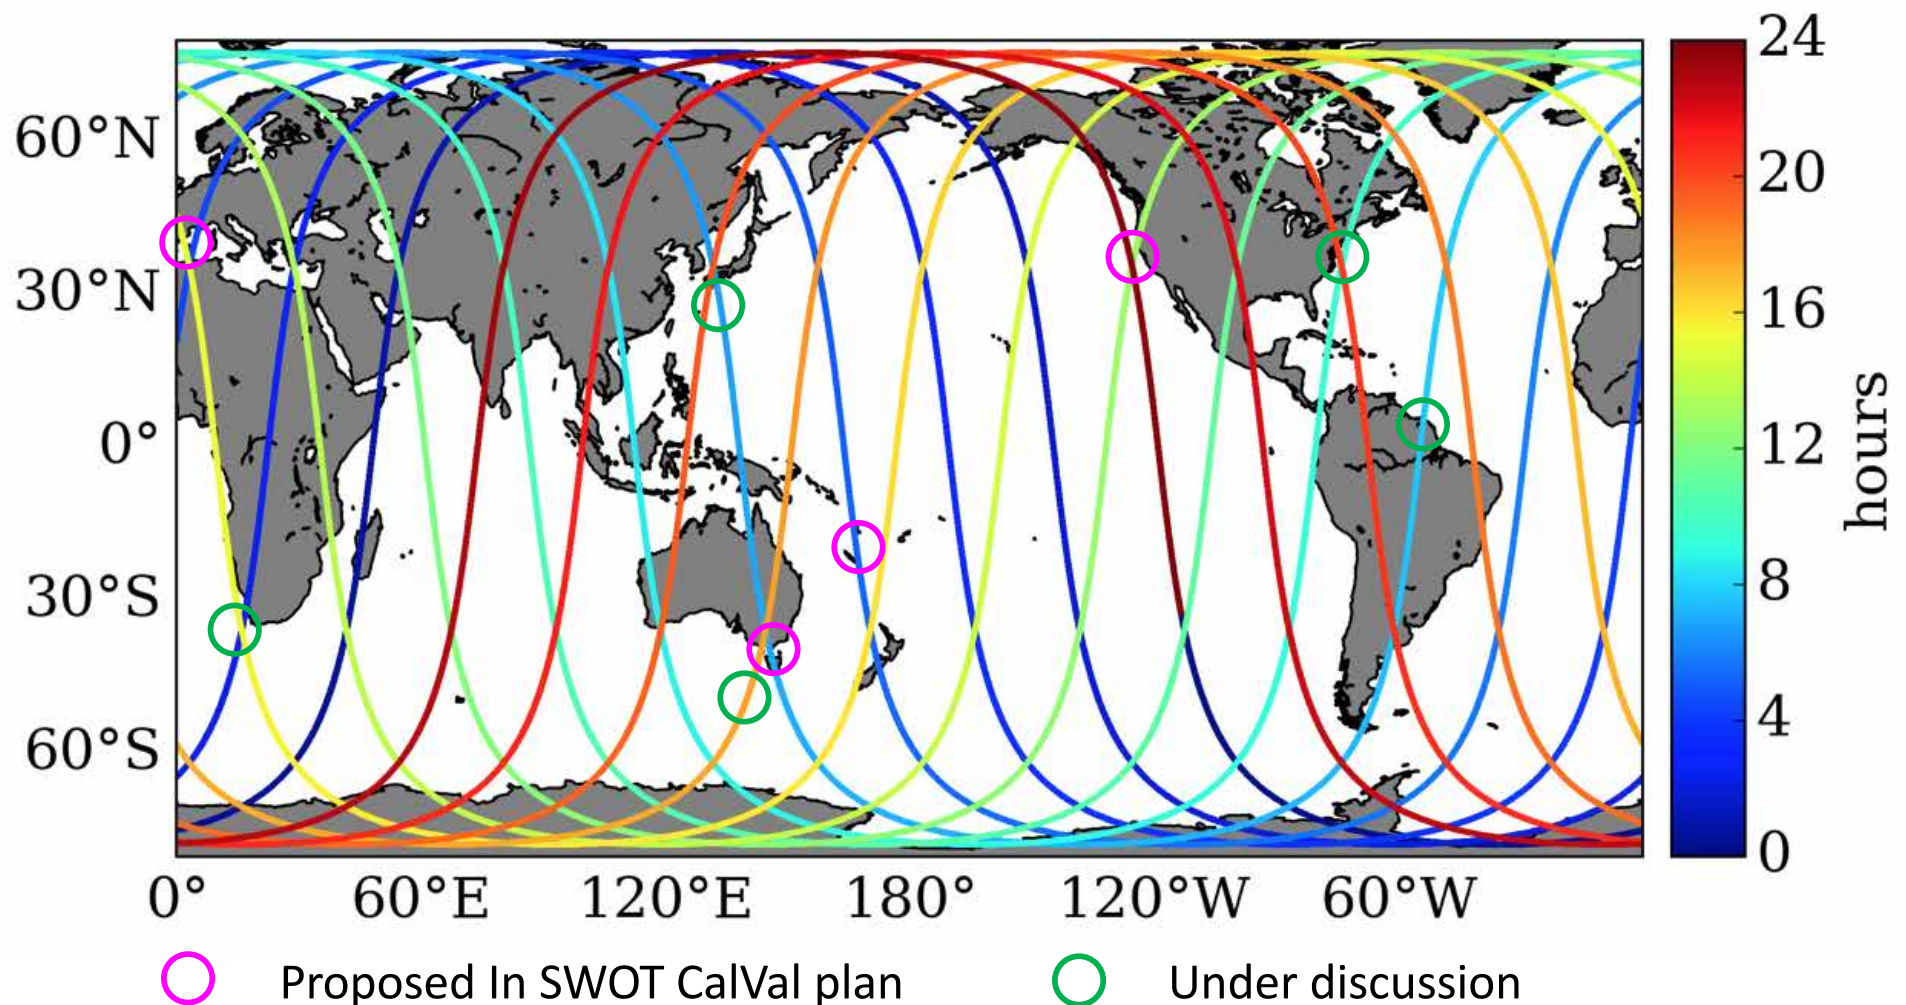 60°N
30°N
0°
30°S
60°S
0°
60°E
120°E
180°
120°W
60°W
24
20
16
12
8
4
0
hours
Proposed In SWOT CalVal plan
Under discussion